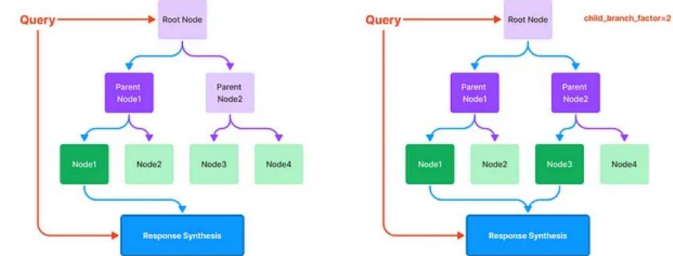 Query
Root Node
Parent
Node1
Parent
Node2
Node1
Node2
Node3
Node4
Response Synthesis
Query
Root Node
child_branch_factor=2
Parent
Node1
Parent
Node2
Node1
Node2
Node3
Node4
Response Synthesis